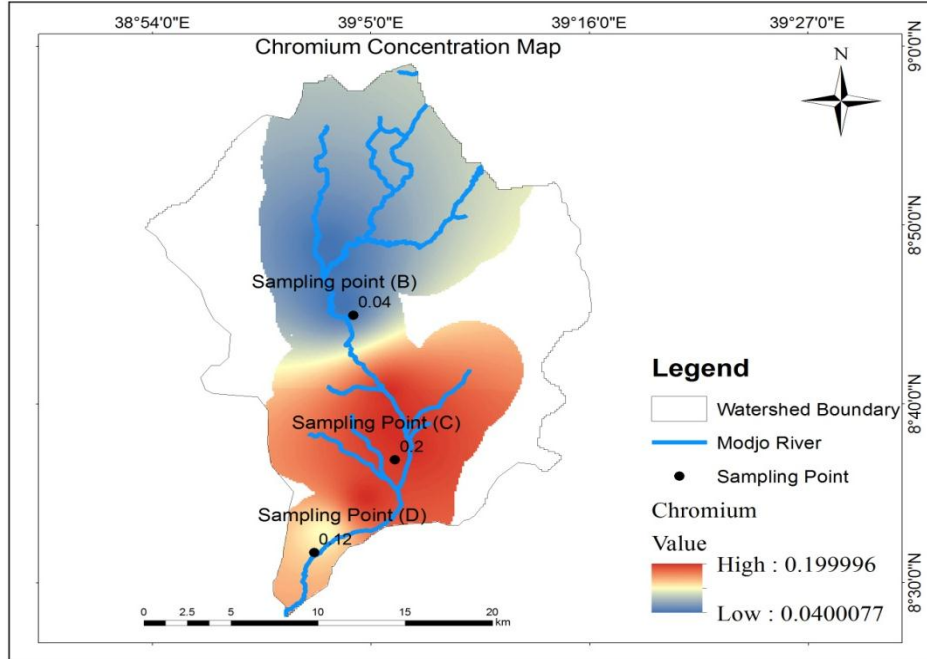 38°54'0"E
39°5'0"E
39°16'0"E
39°27'0"E
Chromium Concentration Map
N
9°0'0"N
8°50'0"N
8°40'0"N
8°30'0"N
Sampling point (B)
0.04
Sampling Point (C)
0.2
Sampling Point (D)
0.12
Legend
Watershed Boundary
Modjo River
Sampling Point
Chromium
Value
High : 0.199996
Low : 0.0400077
0 2.5 5 10 15 20
km